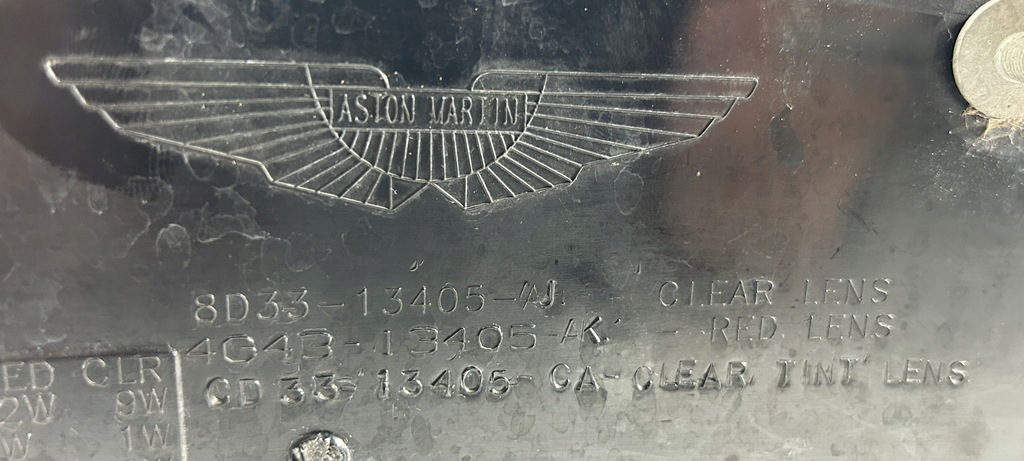 ASTON MARTIN
8D33-13405-AJ CLEAR LENS
4G43-13405-AK - RED LENS
CD33-13405-CA-CLEAR TINT LENS
ED CLR
2W 9W
W 1W